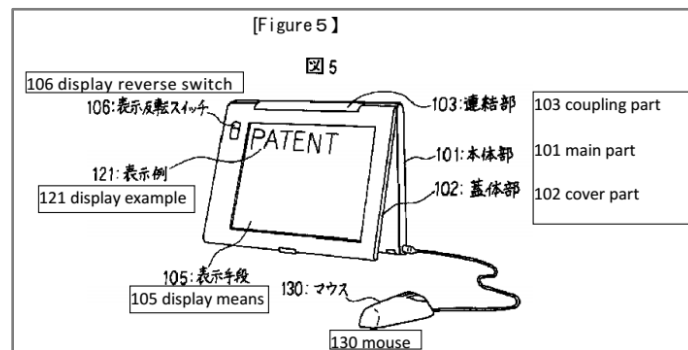 [Figure 5】
図5
106 display reverse switch
106:表示反転スイッチ
103:連結部
103 coupling part
PATENT
101:本体部
101 main part
121:表示例
121 display example
102:蓋体部
102 cover part
105:表示手段
105 display means
130:マウス
130 mouse